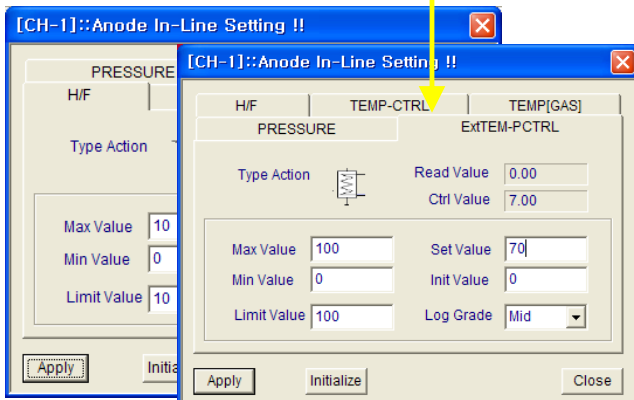 [CH-1]::Anode In-Line Setting !!
PRESSURE
H/F
Type Action
Max Value 10
Min Value 0
Limit Value 10
Apply
[CH-1]::Anode In-Line Setting !!
H/F TEMP-CTRL TEMP[GAS]
PRESSURE ExtTEM-PCTRL
Type Action Read Value 0.00
Ctrl Value 7.00
Max Value 100 Set Value 70
Min Value 0 Init Value 0
Limit Value 100 Log Grade Mid
Apply Initialize Close